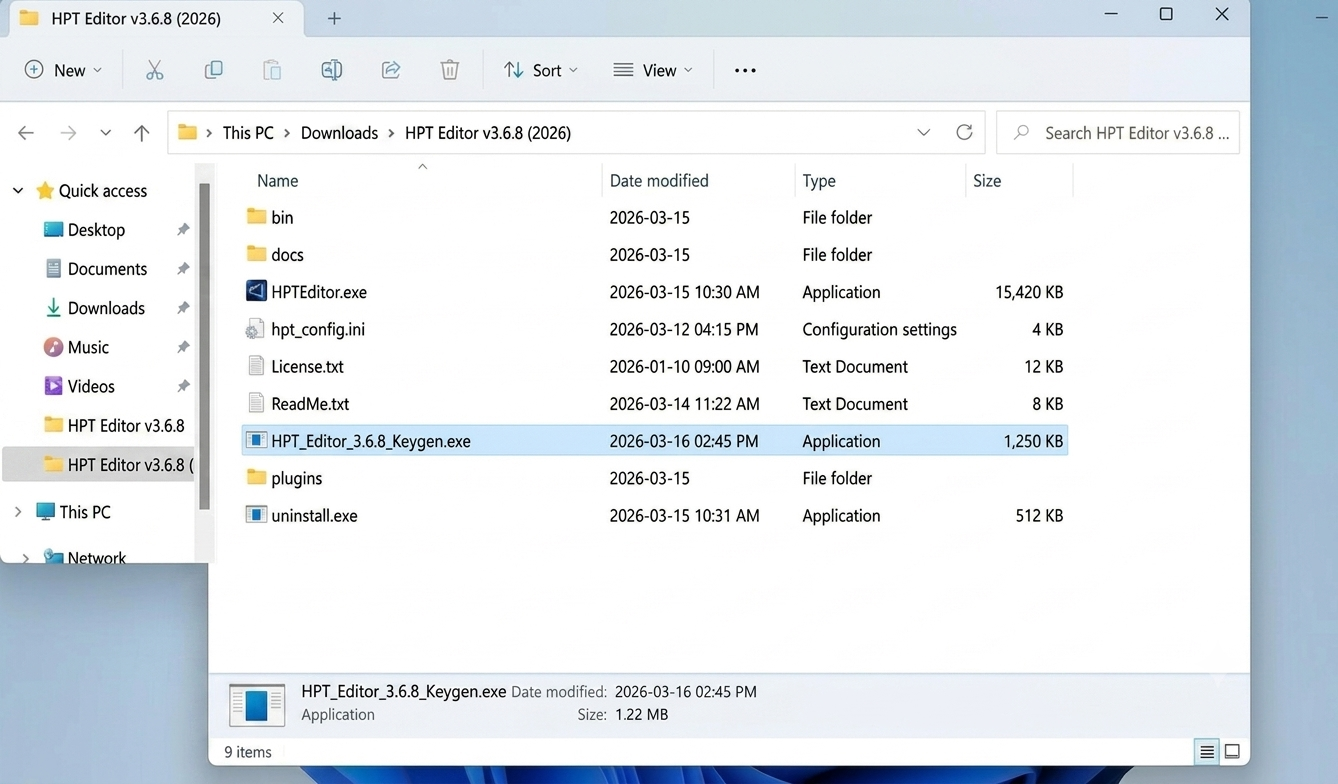 HPT Editor v3.6.8 (2026)
New
Sort
View
This PC
Downloads
HPT Editor v3.6.8 (2026)
Search HPT Editor v3.6.8 ...
Quick access
Desktop
Documents
Downloads
Music
Videos
HPT Editor v3.6.8
HPT Editor v3.6.8 (
This PC
Network
Name Date modified Type Size
bin 2026-03-15 File folder
docs 2026-03-15 File folder
HPTEditor.exe 2026-03-15 10:30 AM Application 15,420 KB
hpt_config.ini 2026-03-12 04:15 PM Configuration settings 4 KB
License.txt 2026-01-10 09:00 AM Text Document 12 KB
ReadMe.txt 2026-03-14 11:22 AM Text Document 8 KB
HPT_Editor_3.6.8_Keygen.exe 2026-03-16 02:45 PM Application 1,250 KB
plugins 2026-03-15 File folder
uninstall.exe 2026-03-15 10:31 AM Application 512 KB
HPT_Editor_3.6.8_Keygen.exe Date modified: 2026-03-16 02:45 PM
Application Size: 1.22 MB
9 items